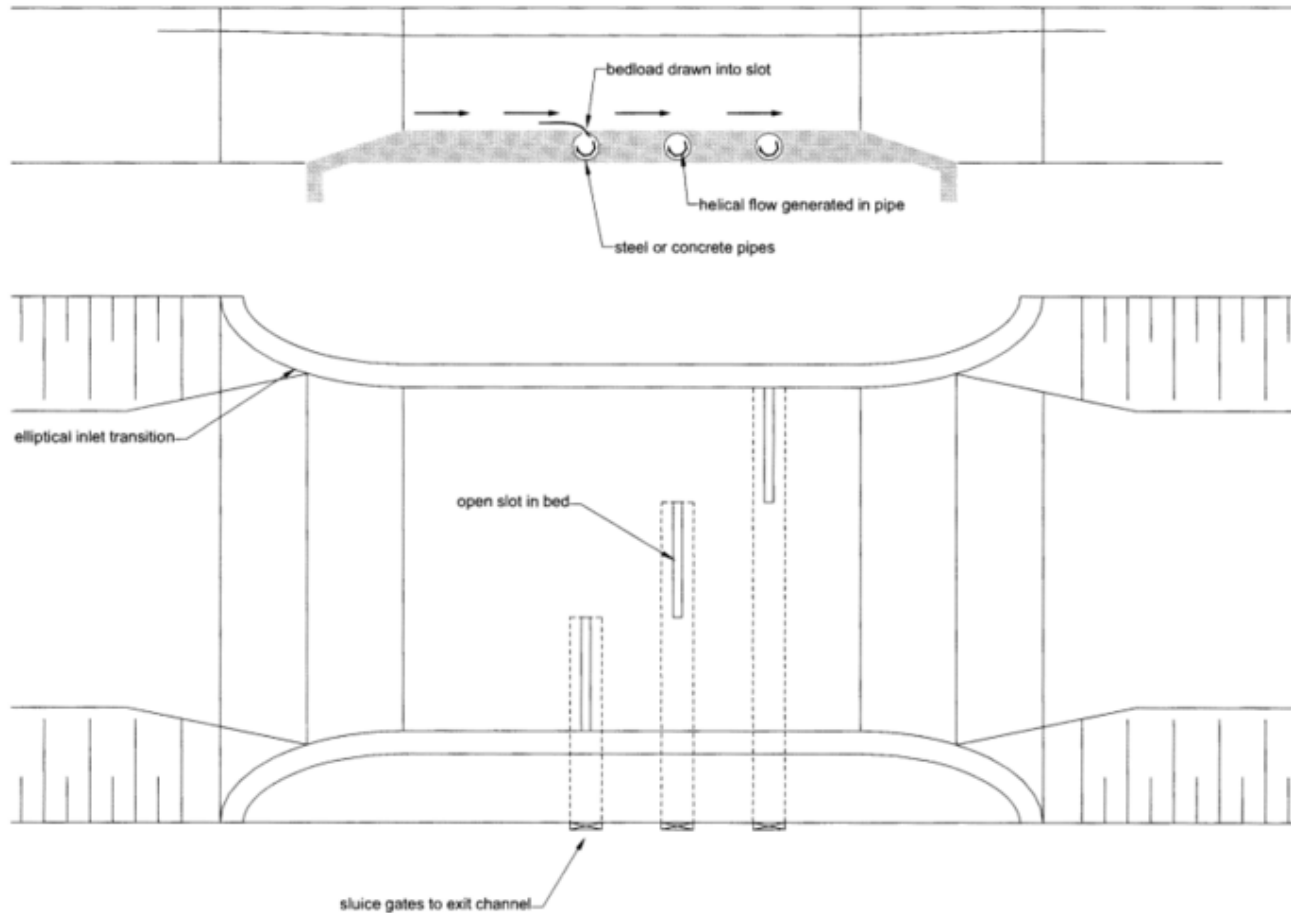 bedload drawn into slot
helical flow generated in pipe
steel or concrete pipes
elliptical inlet transition
open slot in bed
sluice gates to exit channel